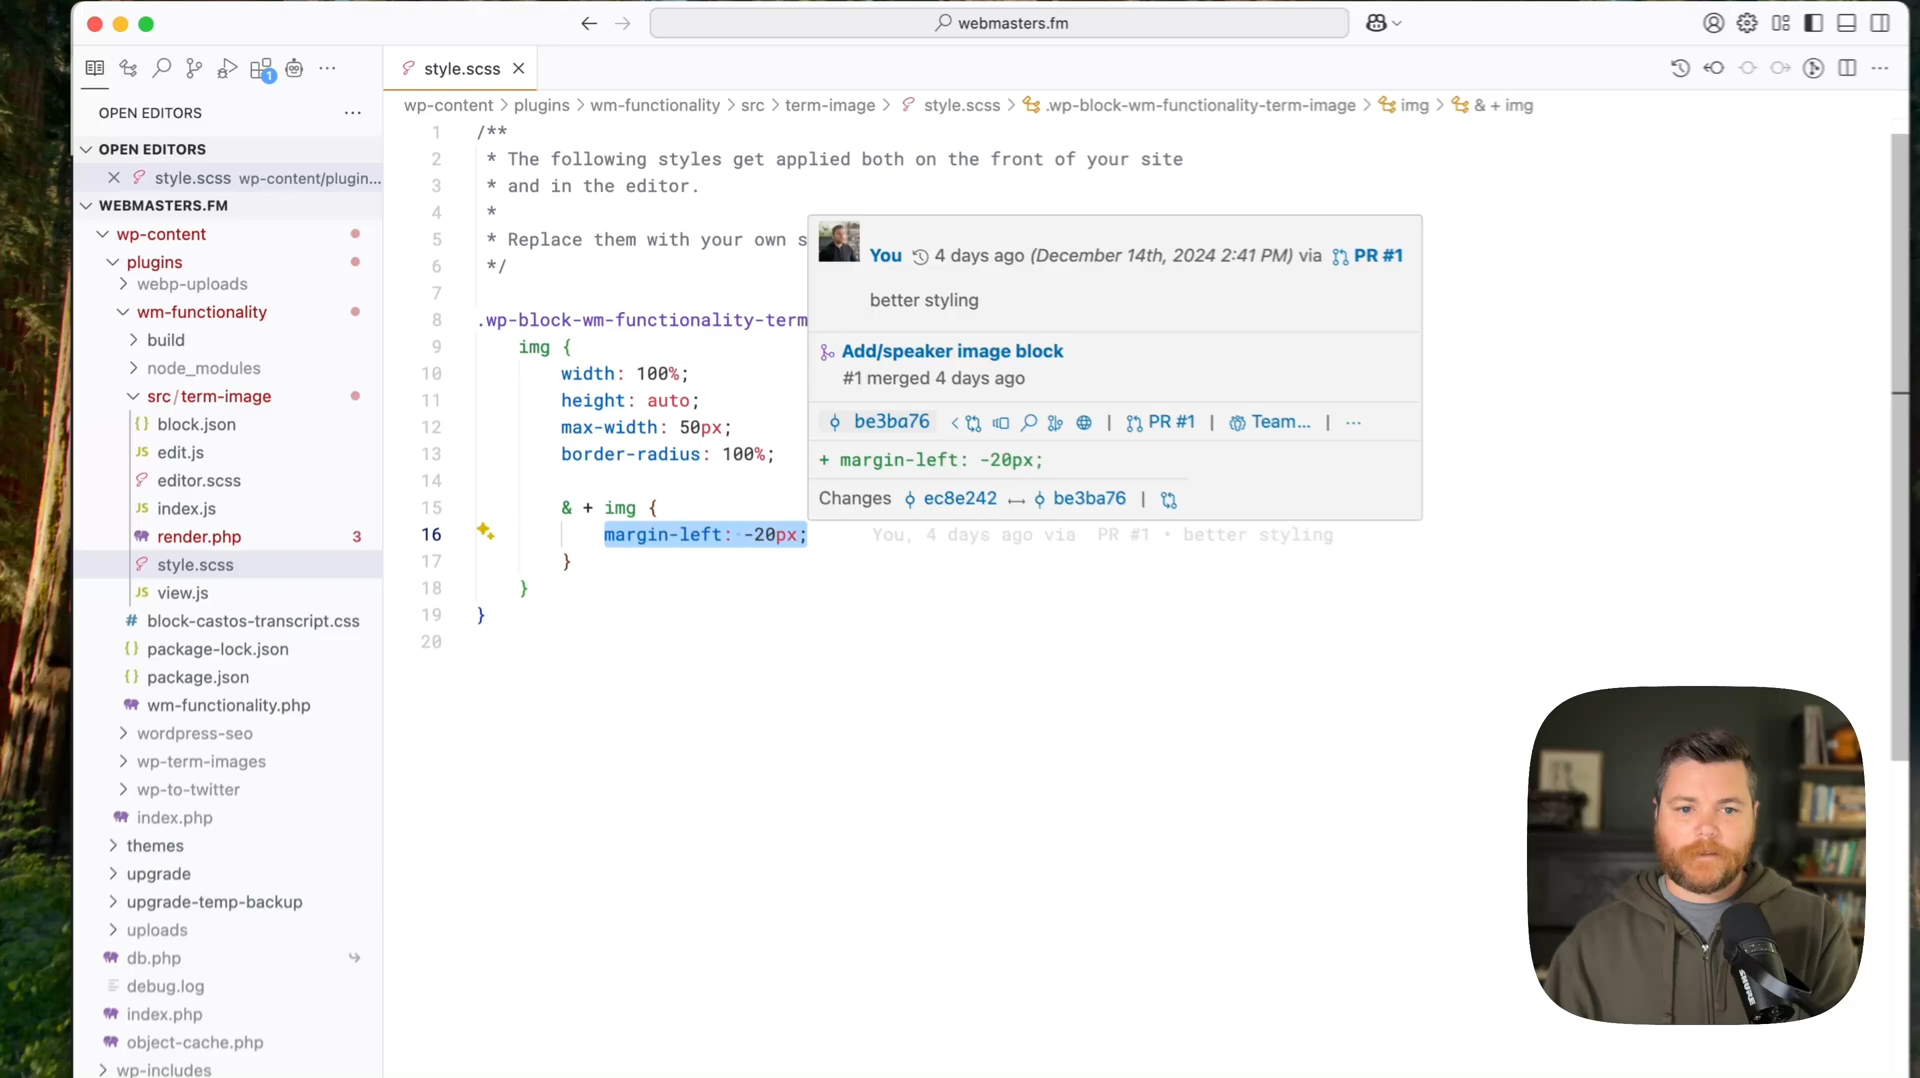 webmasters.fm
1
style.scss
OPEN EDITORS
wp-content > plugins > wm-functionality > src > term-image > style.scss > .wp-block-wm-functionality-term-image > img > & + img
OPEN EDITORS
style.scss wp-content/plugin...
WEBMASTERS.FM
wp-content
plugins
webp-uploads
wm-functionality
build
node_modules
src/term-image
{} block.json
JS edit.js
editor.scss
JS index.js
render.php 3
style.scss
JS view.js
# block-castos-transcript.css
{} package-lock.json
{} package.json
wm-functionality.php
wordpress-seo
wp-term-images
wp-to-twitter
index.php
themes
upgrade
upgrade-temp-backup
uploads
db.php
debug.log
index.php
object-cache.php
wp-includes
1 /**
2 * The following styles get applied both on the front of your site
3 * and in the editor.
4 *
5 * Replace them with your own s
6 */
7
8 .wp-block-wm-functionality-term
9 img {
10 width: 100%;
11 height: auto;
12 max-width: 50px;
13 border-radius: 100%;
14
15 & + img {
16 margin-left: -20px; You, 4 days ago via PR #1 • better styling
17 }
18 }
19 }
20
You 4 days ago (December 14th, 2024 2:41 PM) via PR #1
better styling
Add/speaker image block
#1 merged 4 days ago
be3ba76 | PR #1 | Team... | ...
+ margin-left: -20px;
Changes ec8e242 ↔ be3ba76 |
SHURE